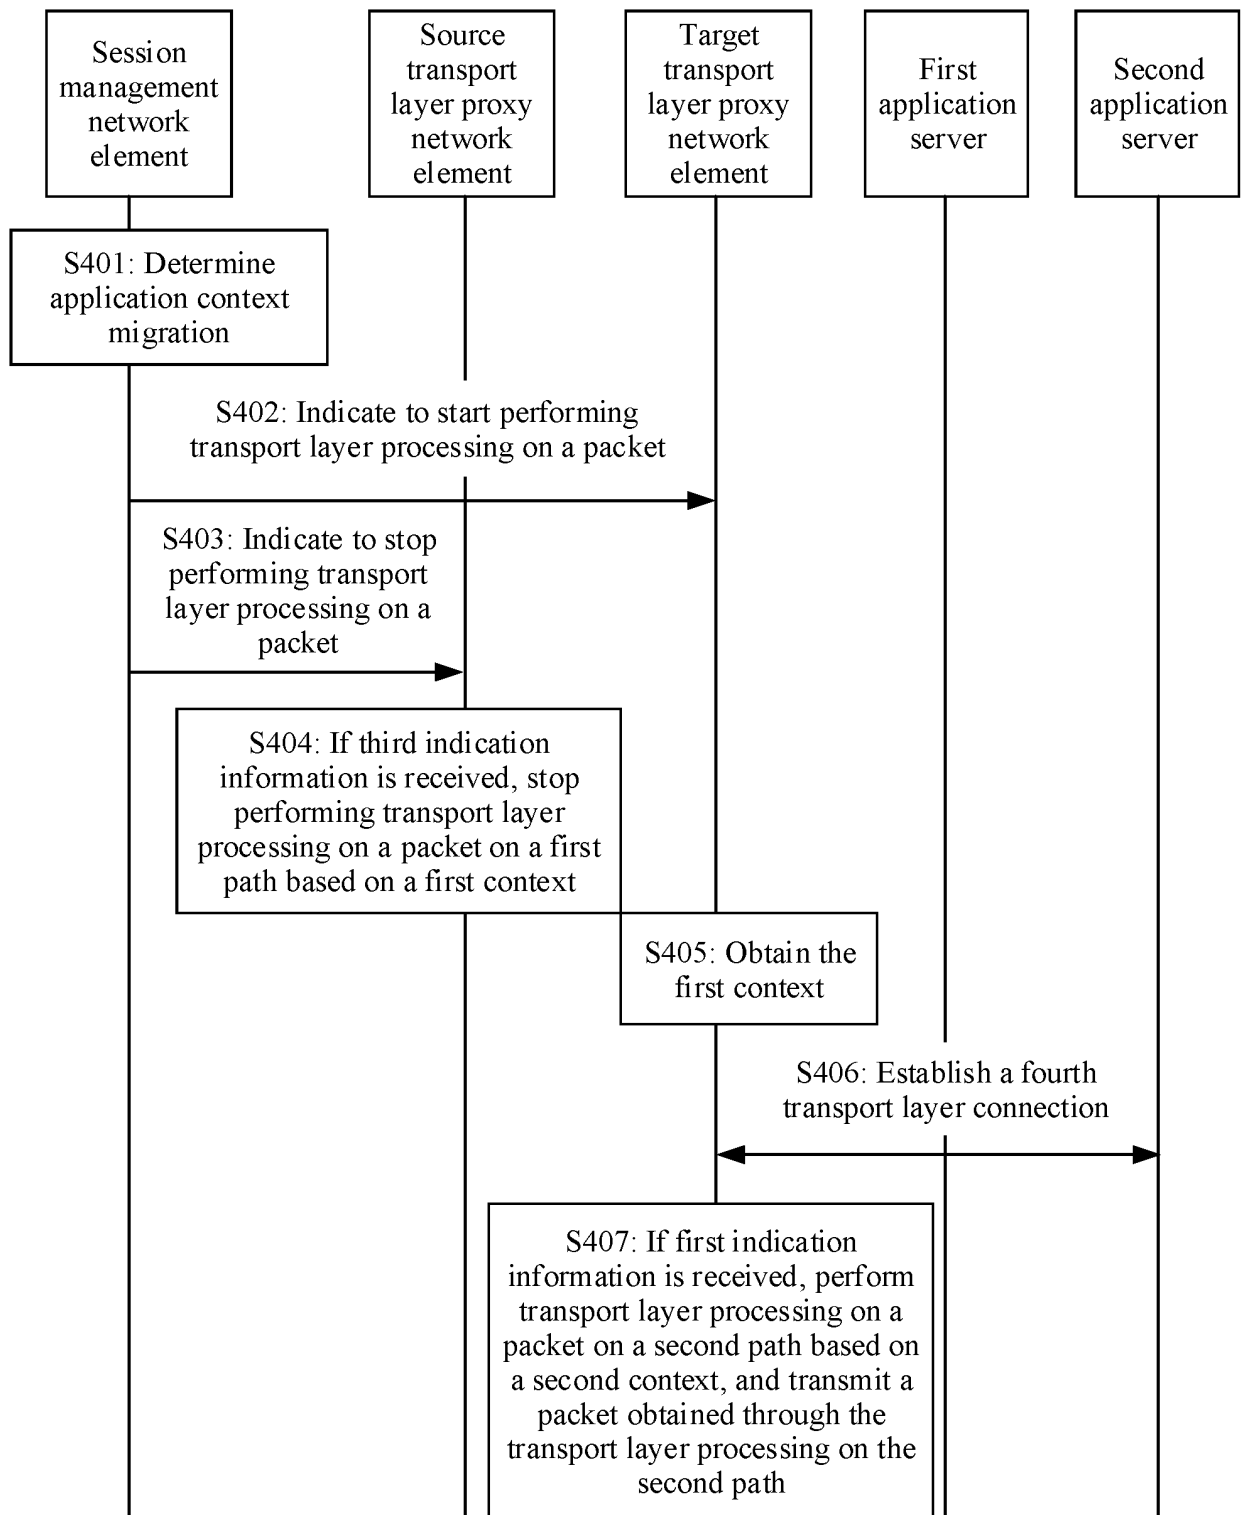 Session
management
network
element
Source
transport
layer proxy
network
element
Target
transport
layer proxy
network
element
First
application
server
Second
application
server
S401: Determine
application context
migration
S402: Indicate to start performing
transport layer processing on a packet
S403: Indicate to stop
performing transport
layer processing on a
packet
S404: If third indication
information is received, stop
performing transport layer
processing on a packet on a first
path based on a first context
S405: Obtain the
first context
S406: Establish a fourth
transport layer connection
S407: If first indication
information is received, perform
transport layer processing on a
packet on a second path based on
a second context, and transmit a
packet obtained through the
transport layer processing on the
second path